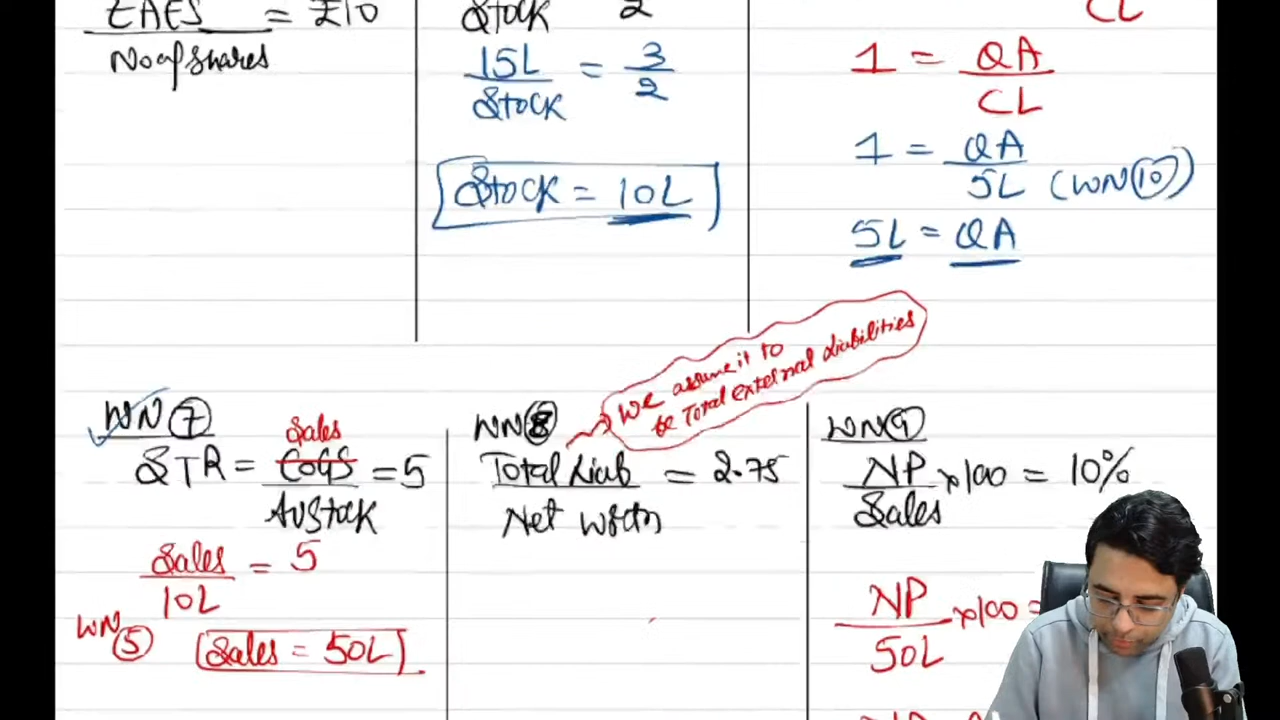 EAES = ₤10
No of shares
Stock 2
15L = 3
Stock 2
Stock = 10L
CL
1 = QA
CL
1 = QA
5L (WN 10)
5L = QA
WN 7
STR = Sales COGS = 5
Av Stock
Sales = 5
10L
WN 5 Sales = 50L
We assume it to
be Total external Liabilities
WN 8
Total Liab = 2.75
Net worth
WN 9
NP x100 = 10%
Sales
NP x100 =
50L